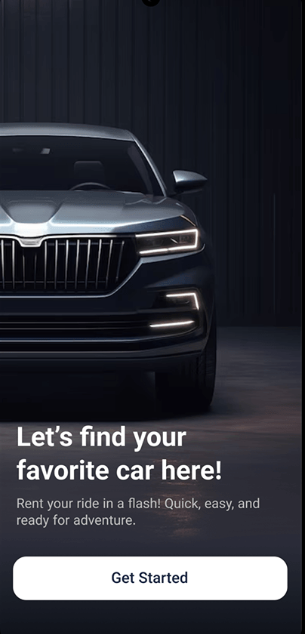 Let’s find your
favorite car here!
Rent your ride in a flash! Quick, easy, and
ready for adventure.
Get Started